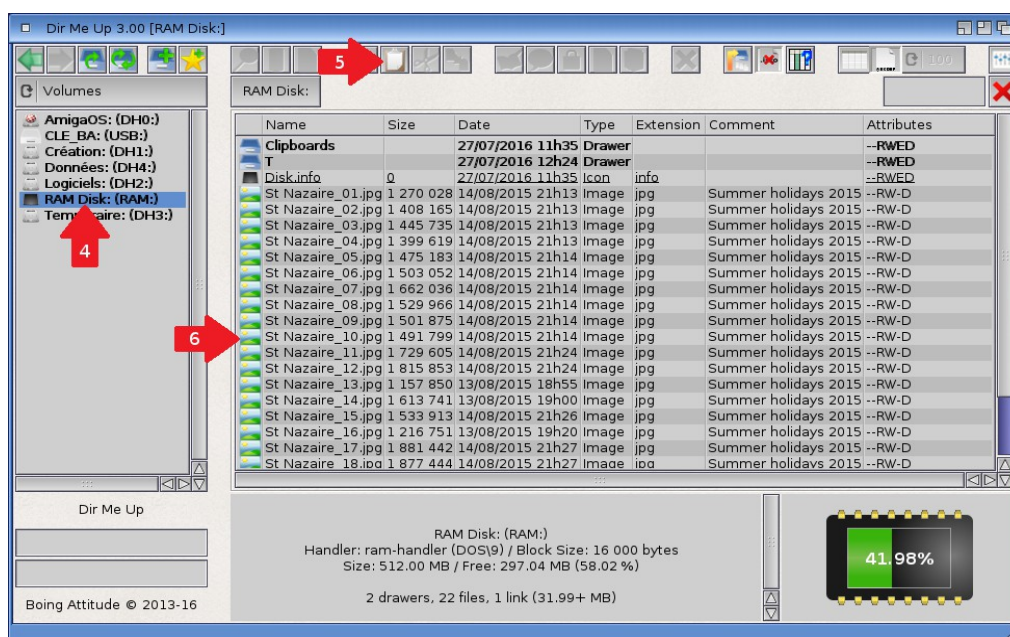 Dir Me Up 3.00 [RAM Disk:]
5
100
Volumes
RAM Disk:
AmigaOS: (DH0:)
CLE_BA: (USB:)
Création: (DH1:)
Données: (DH4:)
Logiciels: (DH2:)
RAM Disk: (RAM:)
Temporaire: (DH3:)
4
6
Name Size Date Type Extension Comment Attributes
Clipboards 27/07/2016 11h35 Drawer --RWED
T 27/07/2016 12h24 Drawer --RWED
Disk.info 0 27/07/2016 11h35 Icon info --RWED
St Nazaire_01.jpg 1 270 028 14/08/2015 21h13 Image jpg Summer holidays 2015 --RW-D
St Nazaire_02.jpg 1 408 165 14/08/2015 21h13 Image jpg Summer holidays 2015 --RW-D
St Nazaire_03.jpg 1 445 735 14/08/2015 21h13 Image jpg Summer holidays 2015 --RW-D
St Nazaire_04.jpg 1 399 619 14/08/2015 21h13 Image jpg Summer holidays 2015 --RW-D
St Nazaire_05.jpg 1 475 183 14/08/2015 21h14 Image jpg Summer holidays 2015 --RW-D
St Nazaire_06.jpg 1 503 052 14/08/2015 21h14 Image jpg Summer holidays 2015 --RW-D
St Nazaire_07.jpg 1 662 036 14/08/2015 21h14 Image jpg Summer holidays 2015 --RW-D
St Nazaire_08.jpg 1 529 966 14/08/2015 21h14 Image jpg Summer holidays 2015 --RW-D
St Nazaire_09.jpg 1 501 875 14/08/2015 21h14 Image jpg Summer holidays 2015 --RW-D
St Nazaire_10.jpg 1 491 799 14/08/2015 21h14 Image jpg Summer holidays 2015 --RW-D
St Nazaire_11.jpg 1 729 605 14/08/2015 21h24 Image jpg Summer holidays 2015 --RW-D
St Nazaire_12.jpg 1 815 853 14/08/2015 21h24 Image jpg Summer holidays 2015 --RW-D
St Nazaire_13.jpg 1 157 850 13/08/2015 18h55 Image jpg Summer holidays 2015 --RW-D
St Nazaire_14.jpg 1 613 741 13/08/2015 19h00 Image jpg Summer holidays 2015 --RW-D
St Nazaire_15.jpg 1 533 913 14/08/2015 21h26 Image jpg Summer holidays 2015 --RW-D
St Nazaire_16.jpg 1 216 751 13/08/2015 19h20 Image jpg Summer holidays 2015 --RW-D
St Nazaire_17.jpg 1 881 442 14/08/2015 21h27 Image jpg Summer holidays 2015 --RW-D
St Nazaire_18.jpg 1 877 444 14/08/2015 21h27 Image jpg Summer holidays 2015 --RW-D
Dir Me Up
Boing Attitude © 2013-16
RAM Disk: (RAM:)
Handler: ram-handler (DOS\9) / Block Size: 16 000 bytes
Size: 512.00 MB / Free: 297.04 MB (58.02 %)
2 drawers, 22 files, 1 link (31.99+ MB)
41.98%